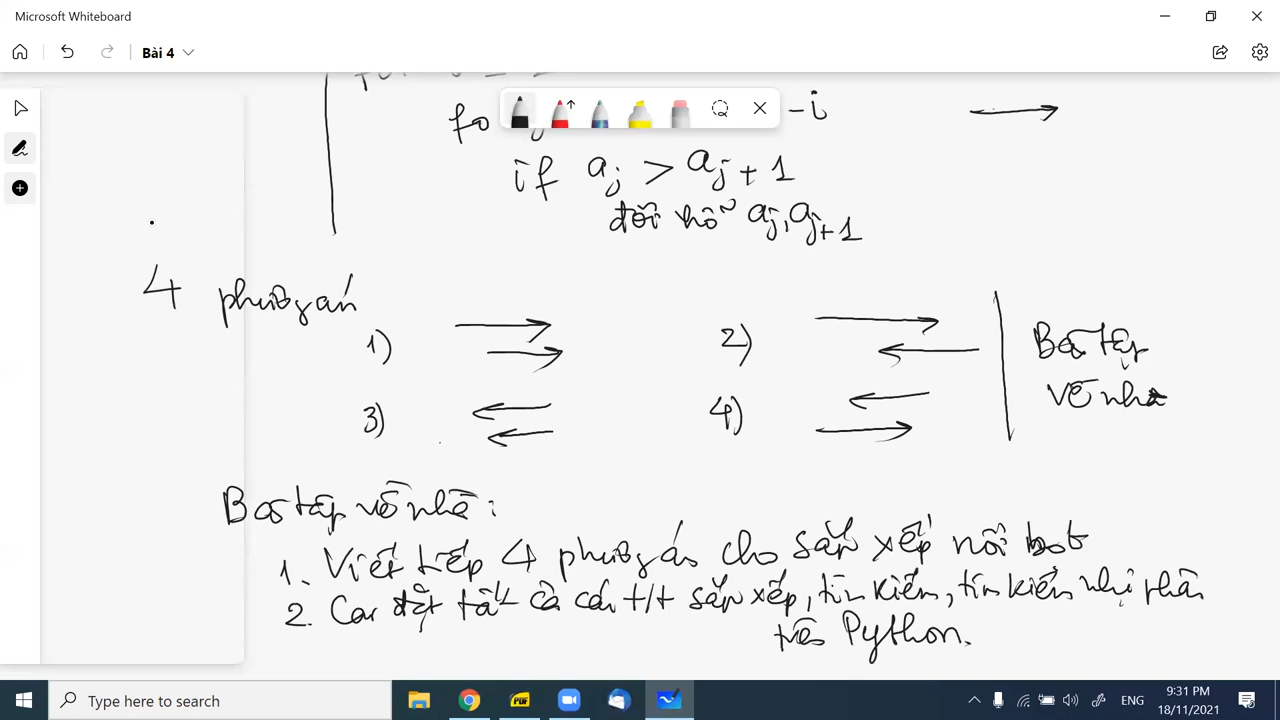 Microsoft Whiteboard
Bài 4
fo -i
if aj > aj+1
đổi chỗ aj, aj+1
4 phương án
1) 2)
3) 4)
Bài tập
về nhà
Bài tập về nhà:
1. Viết tiếp 4 phương án cho sắp xếp nổi bọt
2. Cài đặt tất cả các t/t sắp xếp, tìm kiếm, tìm kiếm nhị phân
trên Python.
Type here to search
ENG
9:31 PM
18/11/2021